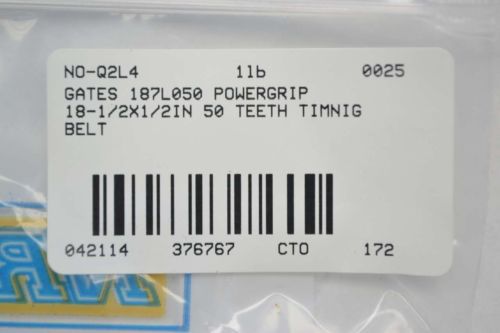 NO-Q2L4 1lb 0025
GATES 187L050 POWERGRIP
18-1/2X1/2IN 50 TEETH TIMNIG
BELT
042114 376767 CTO 172